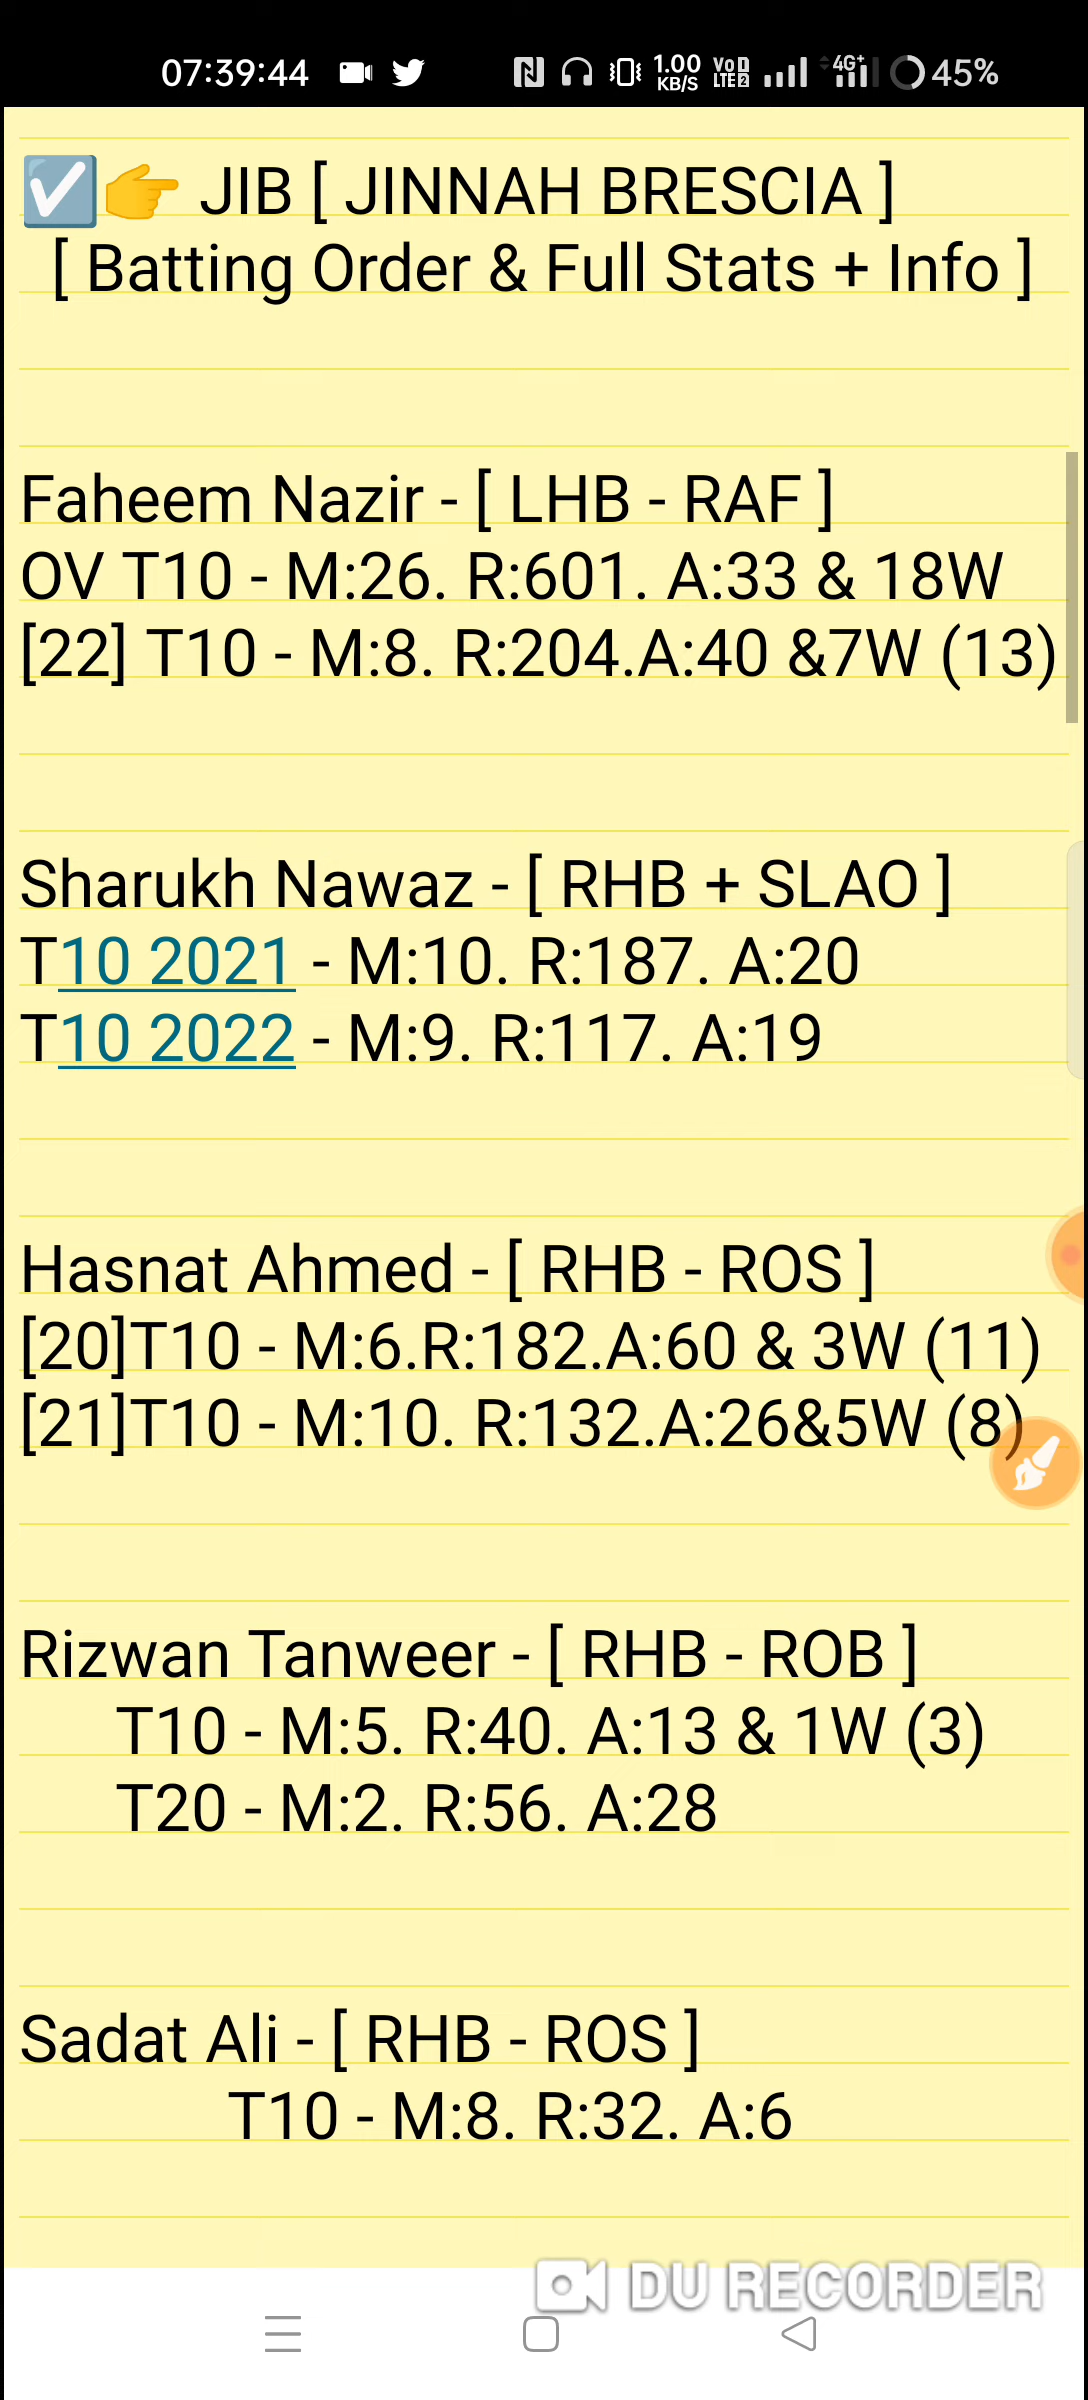 07:39:44 1.00 KB/S VoD LTE2 4G+ 45%
☑👉 JIB [ JINNAH BRESCIA ]
[ Batting Order & Full Stats + Info ]
Faheem Nazir - [ LHB - RAF ]
OV T10 - M:26. R:601. A:33 & 18W
[22] T10 - M:8. R:204.A:40 &7W (13)
Sharukh Nawaz - [ RHB + SLAO ]
T10 2021 - M:10. R:187. A:20
T10 2022 - M:9. R:117. A:19
Hasnat Ahmed - [ RHB - ROS ]
[20]T10 - M:6.R:182.A:60 & 3W (11)
[21]T10 - M:10. R:132.A:26&5W (8)
Rizwan Tanweer - [ RHB - ROB ]
T10 - M:5. R:40. A:13 & 1W (3)
T20 - M:2. R:56. A:28
Sadat Ali - [ RHB - ROS ]
T10 - M:8. R:32. A:6
DU RECORDER